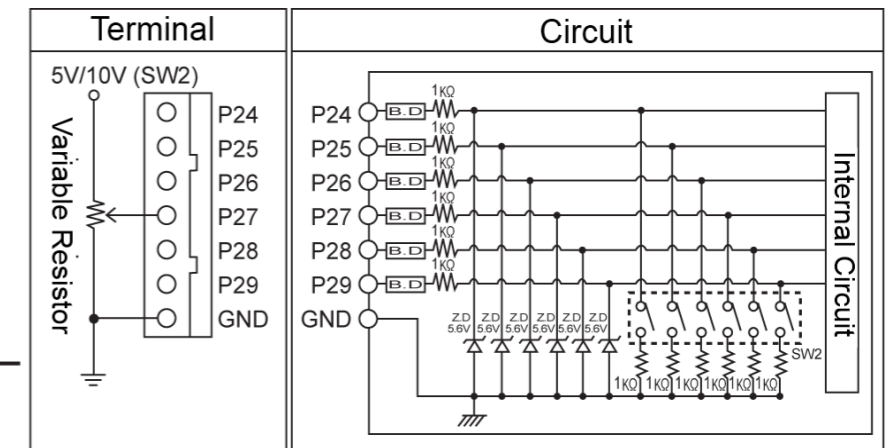 Terminal
Circuit
5V/10V (SW2)
Variable Resistor
P24
P25
P26
P27
P28
P29
GND
P24 B.D 1KΩ
P25 B.D 1KΩ
P26 B.D 1KΩ
P27 B.D 1KΩ
P28 B.D 1KΩ
P29 B.D 1KΩ
GND
Z.D Z.D Z.D Z.D Z.D Z.D
5.6V 5.6V 5.6V 5.6V 5.6V 5.6V
SW2
1KΩ 1KΩ 1KΩ 1KΩ 1KΩ 1KΩ
Internal Circuit